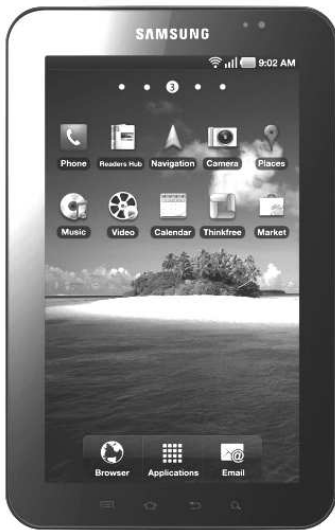 SAMSUNG
9:02 AM
3
Phone Readers Hub Navigation Camera Places
Music Video Calendar Thinkfree Market
Browser Applications Email